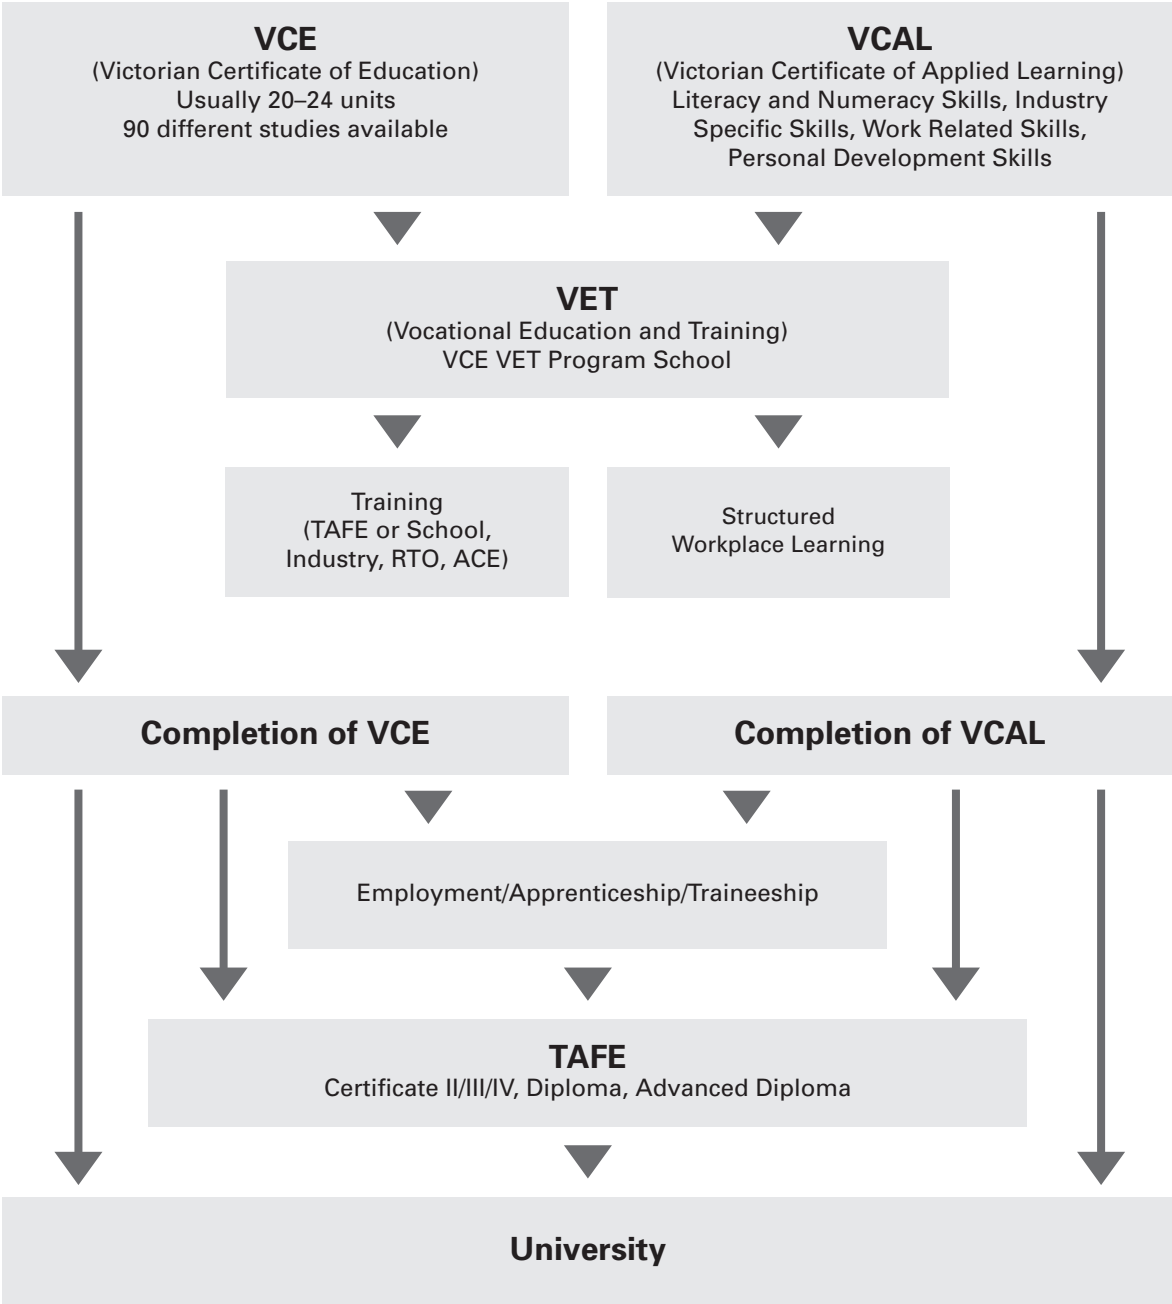 VCE
(Victorian Certificate of Education)
Usually 20–24 units
90 different studies available
VCAL
(Victorian Certificate of Applied Learning)
Literacy and Numeracy Skills, Industry
Specific Skills, Work Related Skills,
Personal Development Skills
VET
(Vocational Education and Training)
VCE VET Program School
Training
(TAFE or School,
Industry, RTO, ACE)
Structured
Workplace Learning
Completion of VCE
Completion of VCAL
Employment/Apprenticeship/Traineeship
TAFE
Certificate II/III/IV, Diploma, Advanced Diploma
University